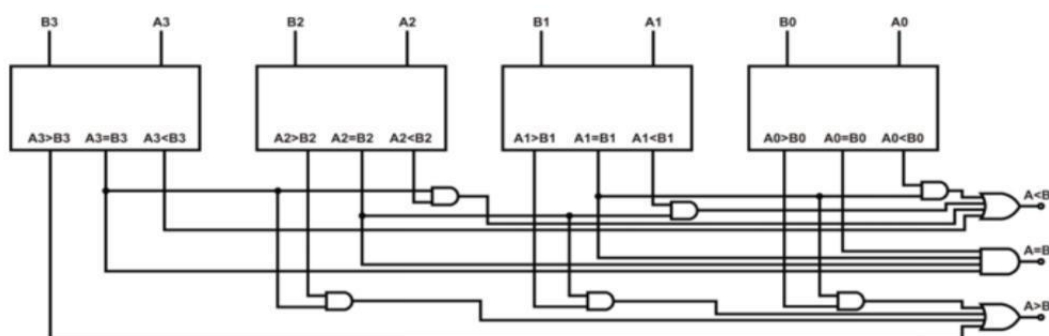 B3 A3 B2 A2 B1 A1 B0 A0
A3>B3 A3=B3 A3<B3 A2>B2 A2=B2 A2<B2 A1>B1 A1=B1 A1<B1 A0>B0 A0=B0 A0<B0
A<B
A=B
A>B